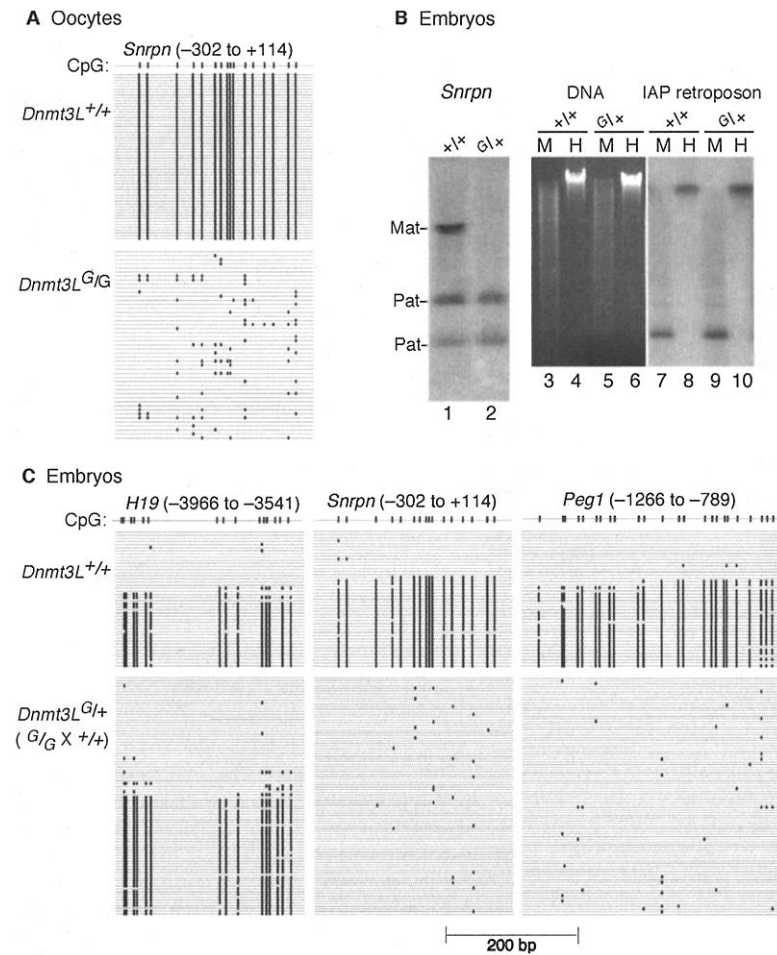 A Oocytes
Snrpn (–302 to +114)
CpG:
Dnmt3L+/+
Dnmt3LG/G
B Embryos
Snrpn
DNA
IAP retroposon
+/+ G/+
+/+ G/+
+/+ G/+
M H M H
M H M H
Mat–
Pat–
Pat–
1 2
3 4 5 6
7 8 9 10
C Embryos
H19 (–3966 to –3541)
Snrpn (–302 to +114)
Peg1 (–1266 to –789)
CpG:
Dnmt3L+/+
Dnmt3LG/+
( G/G X +/+)
200 bp